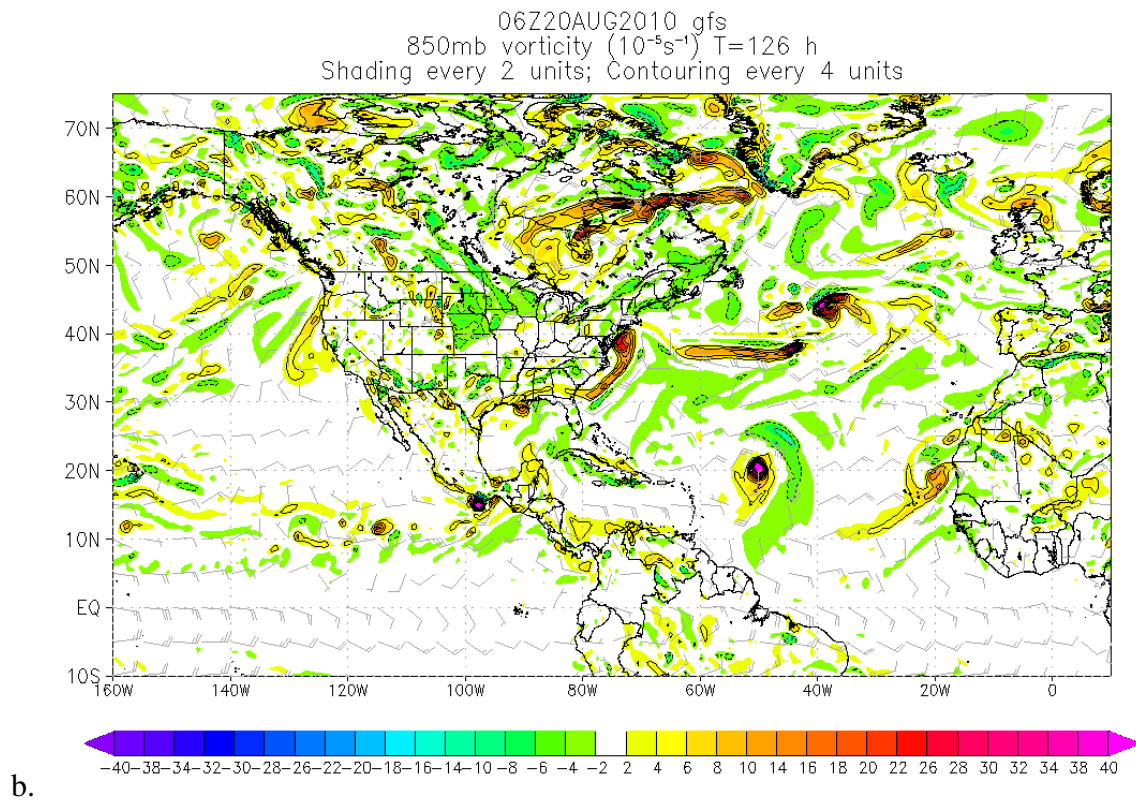 06Z20AUG2010 gfs
850mb vorticity (10⁻⁵s⁻¹) T=126 h
Shading every 2 units; Contouring every 4 units
70N
60N
50N
40N
30N
20N
10N
EQ
10S
160W 140W 120W 100W 80W 60W 40W 20W 0
-40 -38 -34 -32 -30 -28 -26 -20 -18 -16 -14 -10 -8 -6 -4 -2 2 4 6 8 10 14 16 18 20 22 26 28 30 32 34 38 40
b.